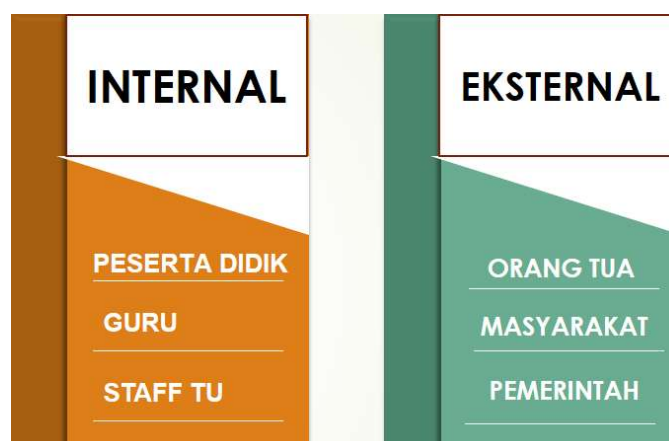 INTERNAL
PESERTA DIDIK
GURU
STAFF TU
EKSTERNAL
ORANG TUA
MASYARAKAT
PEMERINTAH